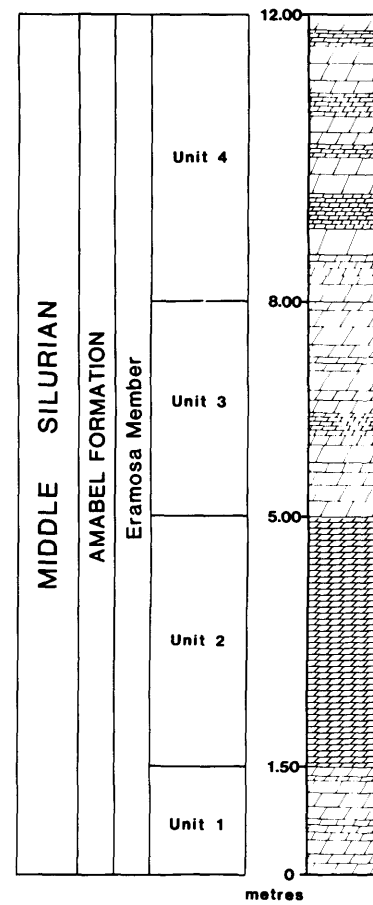 MIDDLE SILURIAN
AMABEL FORMATION
Eramosa Member
Unit 4
Unit 3
Unit 2
Unit 1
12.00
8.00
5.00
1.50
0
metres